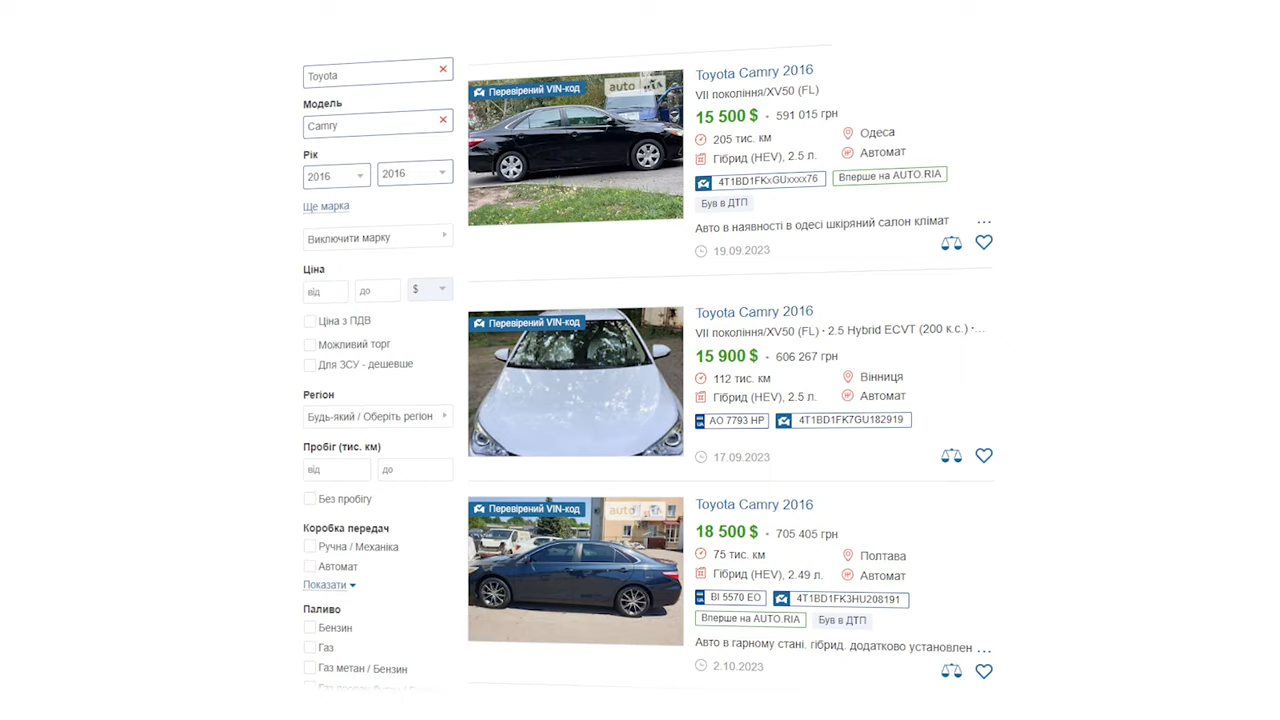 Toyota
Модель
Camry
Рік
2016
2016
Ще марка
Виключити марку
Ціна
від
до
$
Ціна з ПДВ
Можливий торг
Для ЗСУ - дешевше
Регіон
Будь-який / Оберіть регіон
Пробіг (тис. км)
від
до
Без пробігу
Коробка передач
Ручна / Механіка
Автомат
Показати
Паливо
Бензин
Газ
Газ метан / Бензин
Перевірений VIN-код
auto
Toyota Camry 2016
VII покоління/XV50 (FL)
15 500 $ · 591 015 грн
205 тис. км
Одеса
Гібрид (HEV), 2.5 л.
Автомат
4T1BD1FKxGUxxxx76
Вперше на AUTO.RIA
Був в ДТП
Авто в наявності в одесі шкіряний салон клімат ...
19.09.2023
Перевірений VIN-код
Toyota Camry 2016
VII покоління/XV50 (FL) · 2.5 Hybrid ECVT (200 к.с.) ·...
15 900 $ · 606 267 грн
112 тис. км
Вінниця
Гібрид (HEV), 2.5 л.
Автомат
UA AO 7793 HP
4T1BD1FK7GU182919
17.09.2023
Перевірений VIN-код
auto
Toyota Camry 2016
18 500 $ · 705 405 грн
75 тис. км
Полтава
Гібрид (HEV), 2.49 л.
Автомат
UA BI 5570 EO
4T1BD1FK3HU208191
Вперше на AUTO.RIA
Був в ДТП
Авто в гарному стані. гібрид. додатково установлен ...
2.10.2023